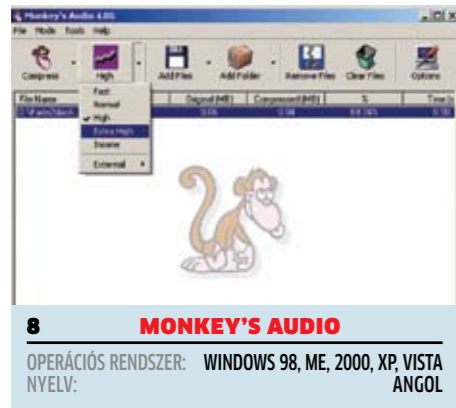 Monkey's Audio 4.05
File Mode Tools Help
Compress High Add Files Add Folder Remove Files Clear Files Options
File Name Original (MB) Compressed (MB) % Time
Fast
Normal
High
Extra High
Insane
External
8 MONKEY'S AUDIO
OPERÁCIÓS RENDSZER: WINDOWS 98, ME, 2000, XP, VISTA
NYELV: ANGOL